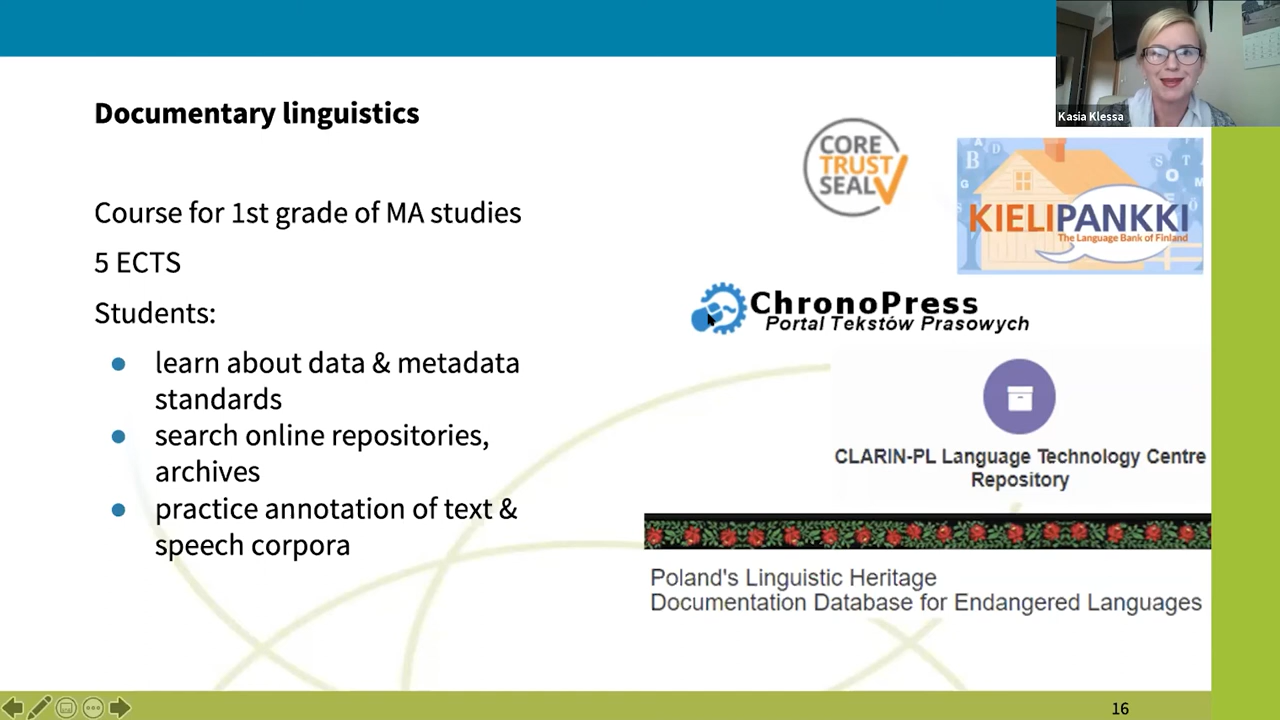 Kasia Klessa
Documentary linguistics
Course for 1st grade of MA studies
5 ECTS
Students:
● learn about data & metadata
standards
● search online repositories,
archives
● practice annotation of text &
speech corpora
CORE
TRUST
SEAL
B
A
D
G
S
T
O
KIELIPANKKI
The Language Bank of Finland
ChronoPress
Portal Tekstów Prasowych
CLARIN-PL Language Technology Centre
Repository
Poland's Linguistic Heritage
Documentation Database for Endangered Languages
16